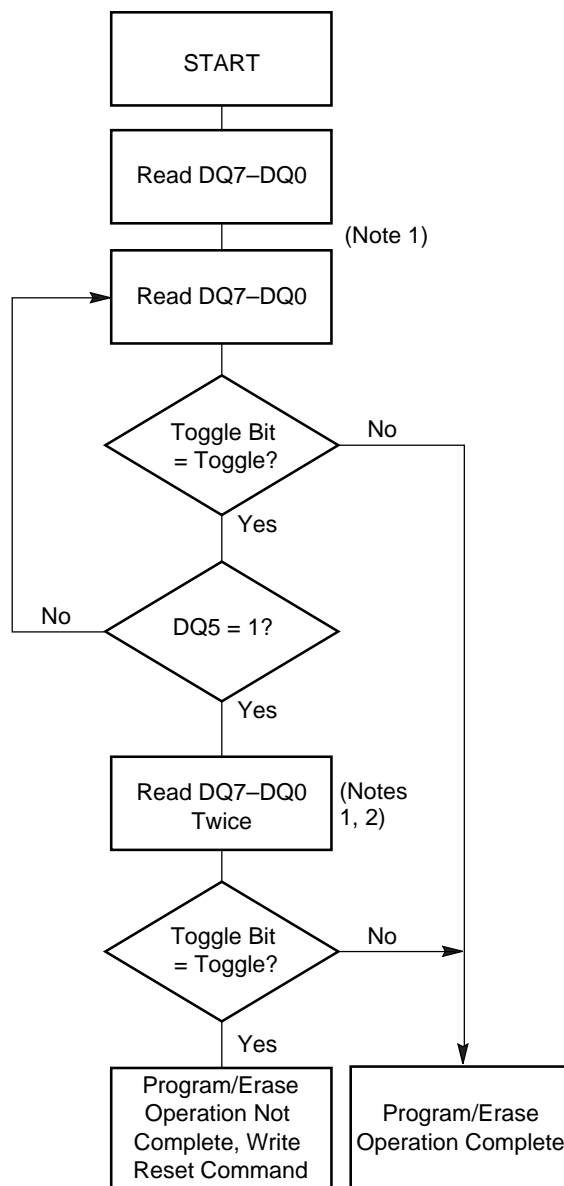 START
Read DQ7–DQ0
(Note 1)
Read DQ7–DQ0
Toggle Bit
= Toggle?
No
Yes
DQ5 = 1?
No
Yes
Read DQ7–DQ0
Twice
(Notes
1, 2)
Toggle Bit
= Toggle?
No
Yes
Program/Erase
Operation Not
Complete, Write
Reset Command
Program/Erase
Operation Complete